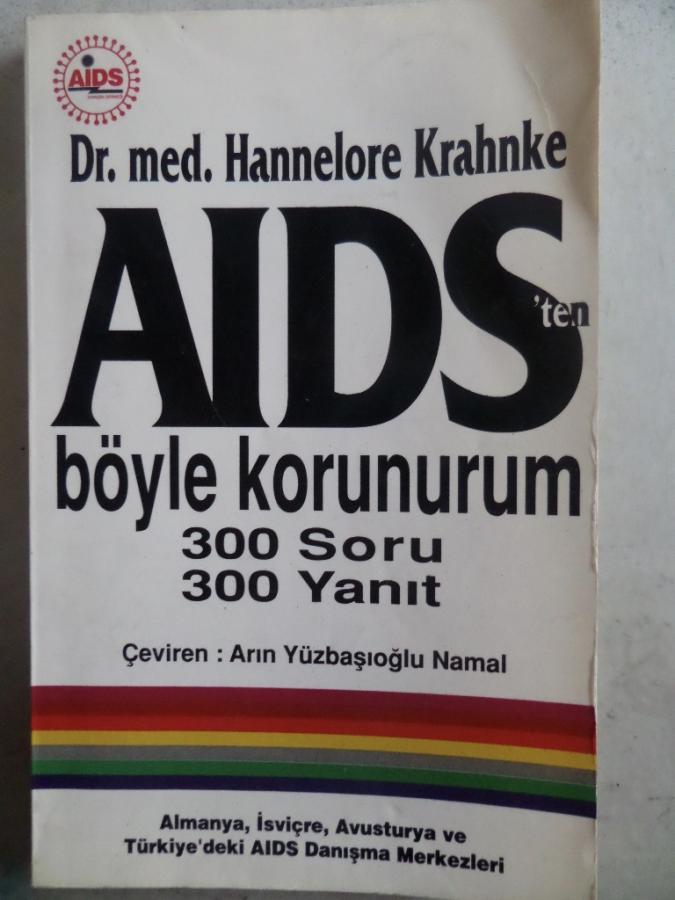 AIDS
Dr. med. Hannelore Krahnke
AIDS'ten
böyle korunurum
300 Soru
300 Yanıt
Çeviren : Arın Yüzbaşıoğlu Namal
Almanya, İsviçre, Avusturya ve
Türkiye'deki AIDS Danışma Merkezleri